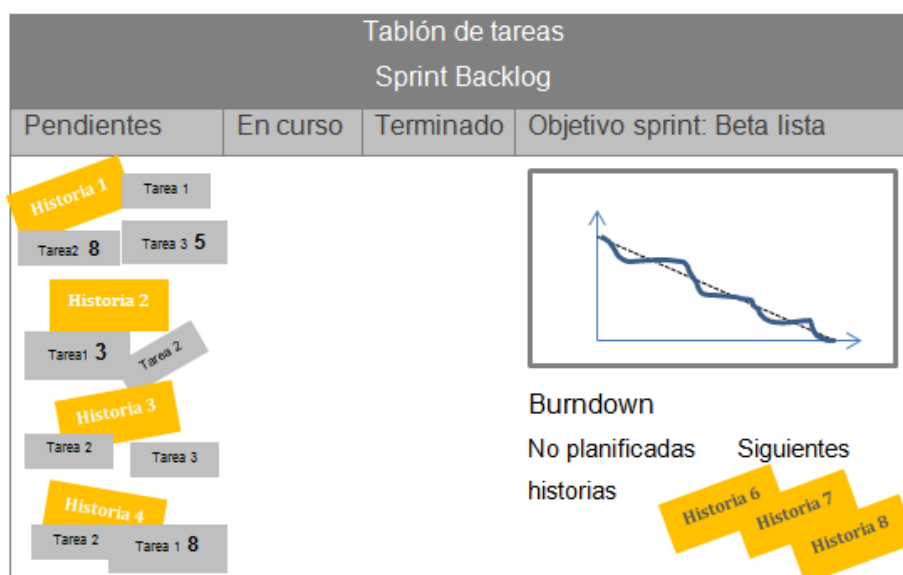 Tablón de tareas
Sprint Backlog
Pendientes
En curso
Terminado
Objetivo sprint: Beta lista
Historia 1
Tarea 1
Tarea2 8
Tarea 3 5
Historia 2
Tarea1 3
Tarea 2
Historia 3
Tarea 2
Tarea 3
Historia 4
Tarea 2
Tarea 1 8
Burndown
No planificadas
Siguientes
historias
Historia 6
Historia 7
Historia 8